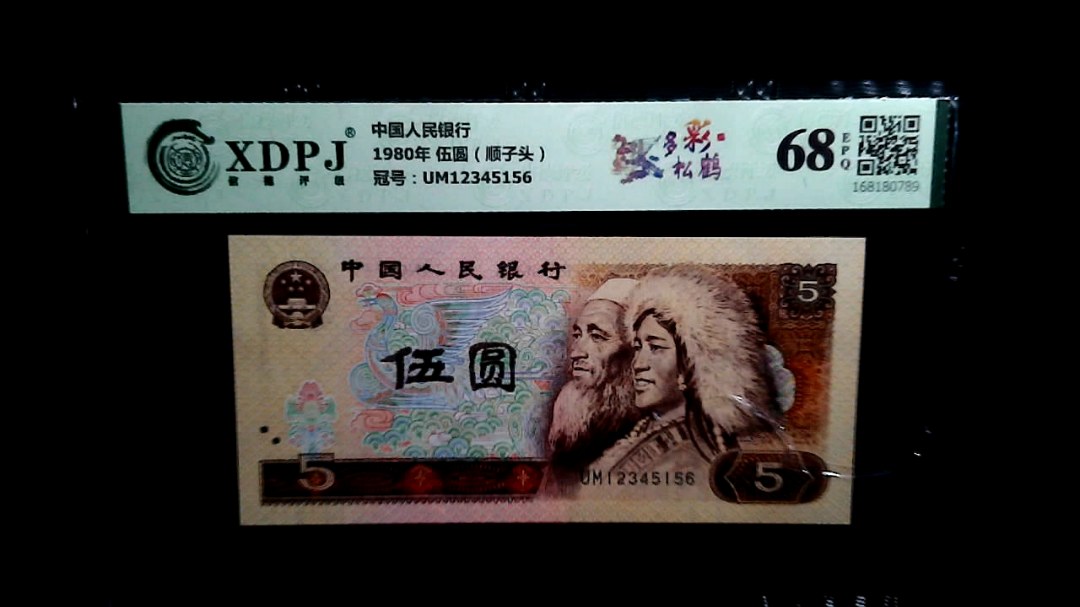 XDPJ®
中国人民银行
1980年 伍圆（顺子头）
冠号：UM12345156
多彩
松鹤
68
EPQ
168180789
中国人民银行
5
伍圆
5
UM12345156
5